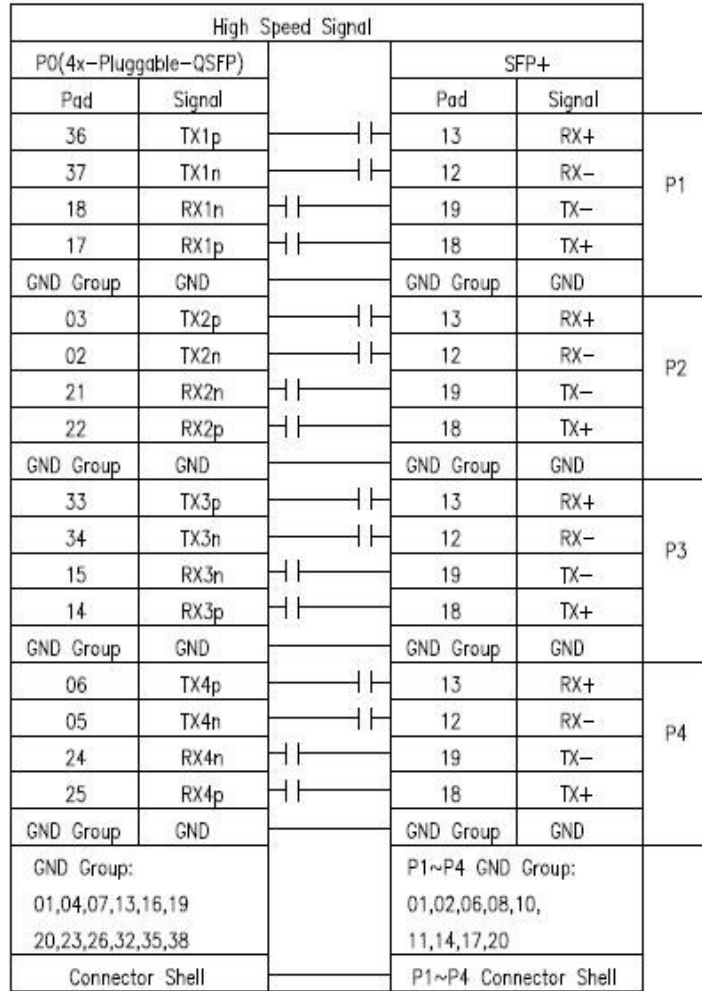 High Speed Signal
P0(4x-Pluggable-QSFP) SFP+
Pad Signal Pad Signal
36 TX1p 13 RX+
37 TX1n 12 RX-
P1
18 RX1n 19 TX-
17 RX1p 18 TX+
GND Group GND GND Group GND
03 TX2p 13 RX+
02 TX2n 12 RX-
P2
21 RX2n 19 TX-
22 RX2p 18 TX+
GND Group GND GND Group GND
33 TX3p 13 RX+
34 TX3n 12 RX-
P3
15 RX3n 19 TX-
14 RX3p 18 TX+
GND Group GND GND Group GND
06 TX4p 13 RX+
05 TX4n 12 RX-
P4
24 RX4n 19 TX-
25 RX4p 18 TX+
GND Group GND GND Group GND
GND Group: P1~P4 GND Group:
01,04,07,13,16,19 01,02,06,08,10,
20,23,26,32,35,38 11,14,17,20
Connector Shell P1~P4 Connector Shell